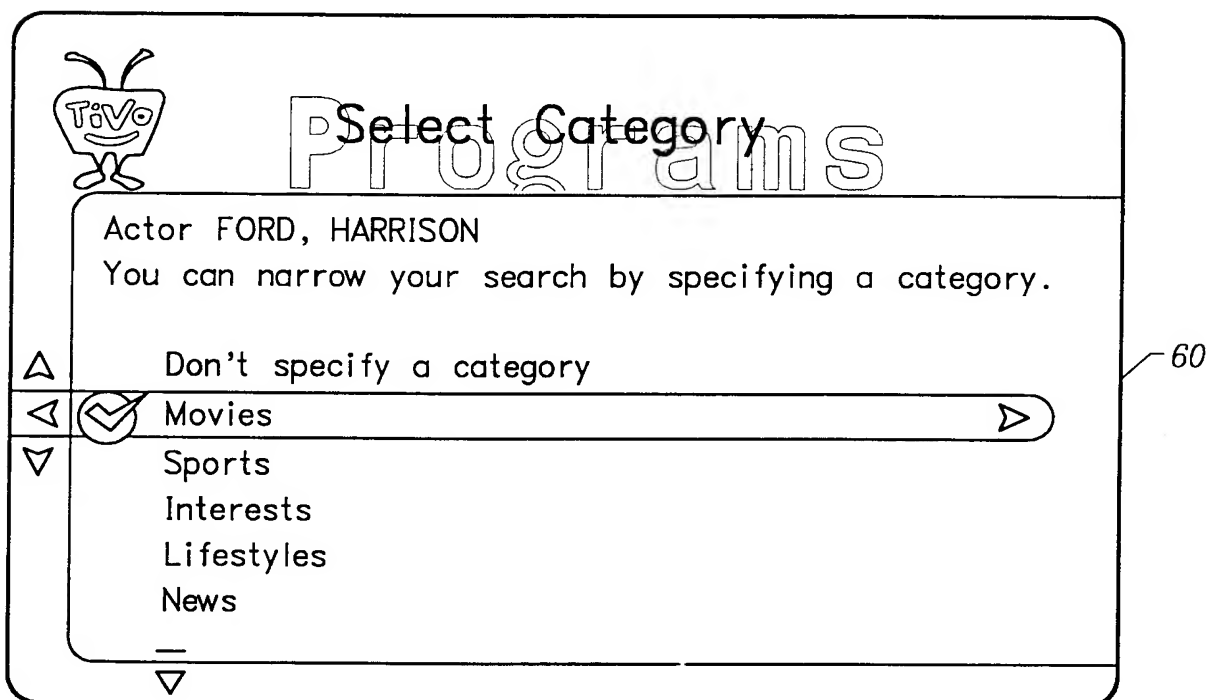 TiVo
Programs
Select Category
Actor FORD, HARRISON
You can narrow your search by specifying a category.
Don't specify a category
60
Movies
Sports
Interests
Lifestyles
News